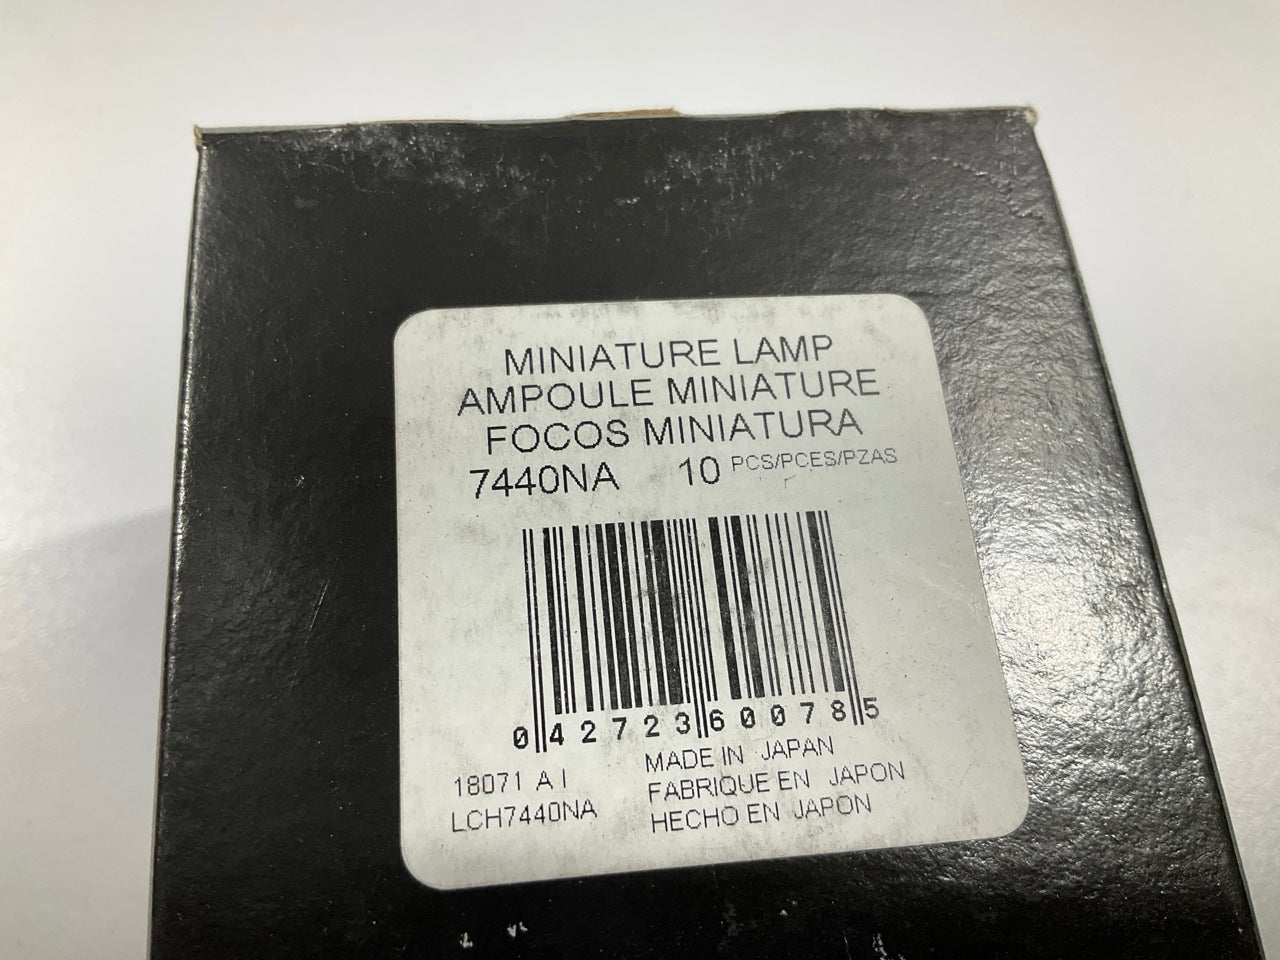 MINIATURE LAMP
AMPOULE MINIATURE
FOCOS MINIATURA
7440NA 10 PCS/PCES/PZAS
0 42723 60078 5
18071 A I
LCH7440NA
MADE IN JAPAN
FABRIQUE EN JAPON
HECHO EN JAPON